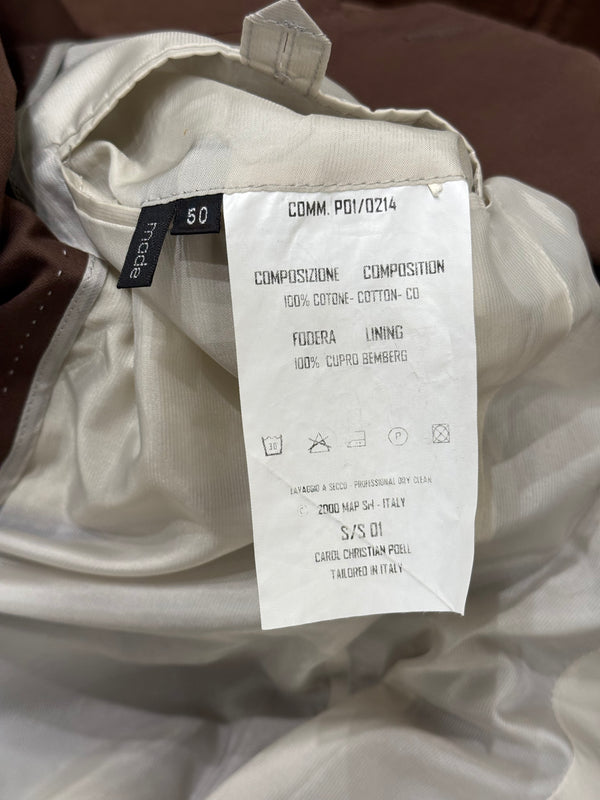 50
made
COMM. P01/0214
COMPOSIZIONE COMPOSITION
100% COTONE- COTTON- CO
FODERA LINING
100% CUPRO BEMBERG
30 P
LAVAGGIO A SECCO - PROFESSIONAL DRY CLEAN
© 2000 MAP Srl - ITALY
S/S 01
CAROL CHRISTIAN POELL
TAILORED IN ITALY